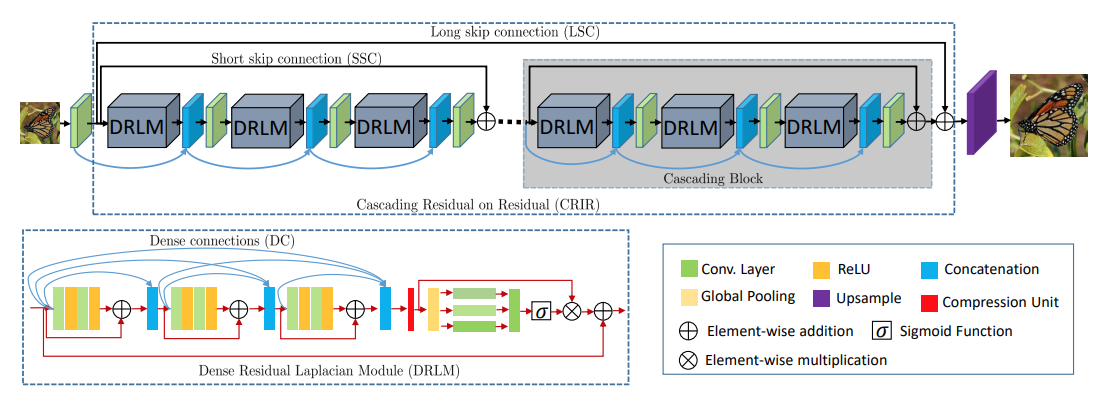 Long skip connection (LSC)
Short skip connection (SSC)
DRLM
DRLM
DRLM
DRLM
DRLM
DRLM
Cascading Block
Cascading Residual on Residual (CRIR)
Dense connections (DC)
σ
Dense Residual Laplacian Module (DRLM)
Conv. Layer
ReLU
Concatenation
Global Pooling
Upsample
Compression Unit
Element-wise addition
σ Sigmoid Function
Element-wise multiplication